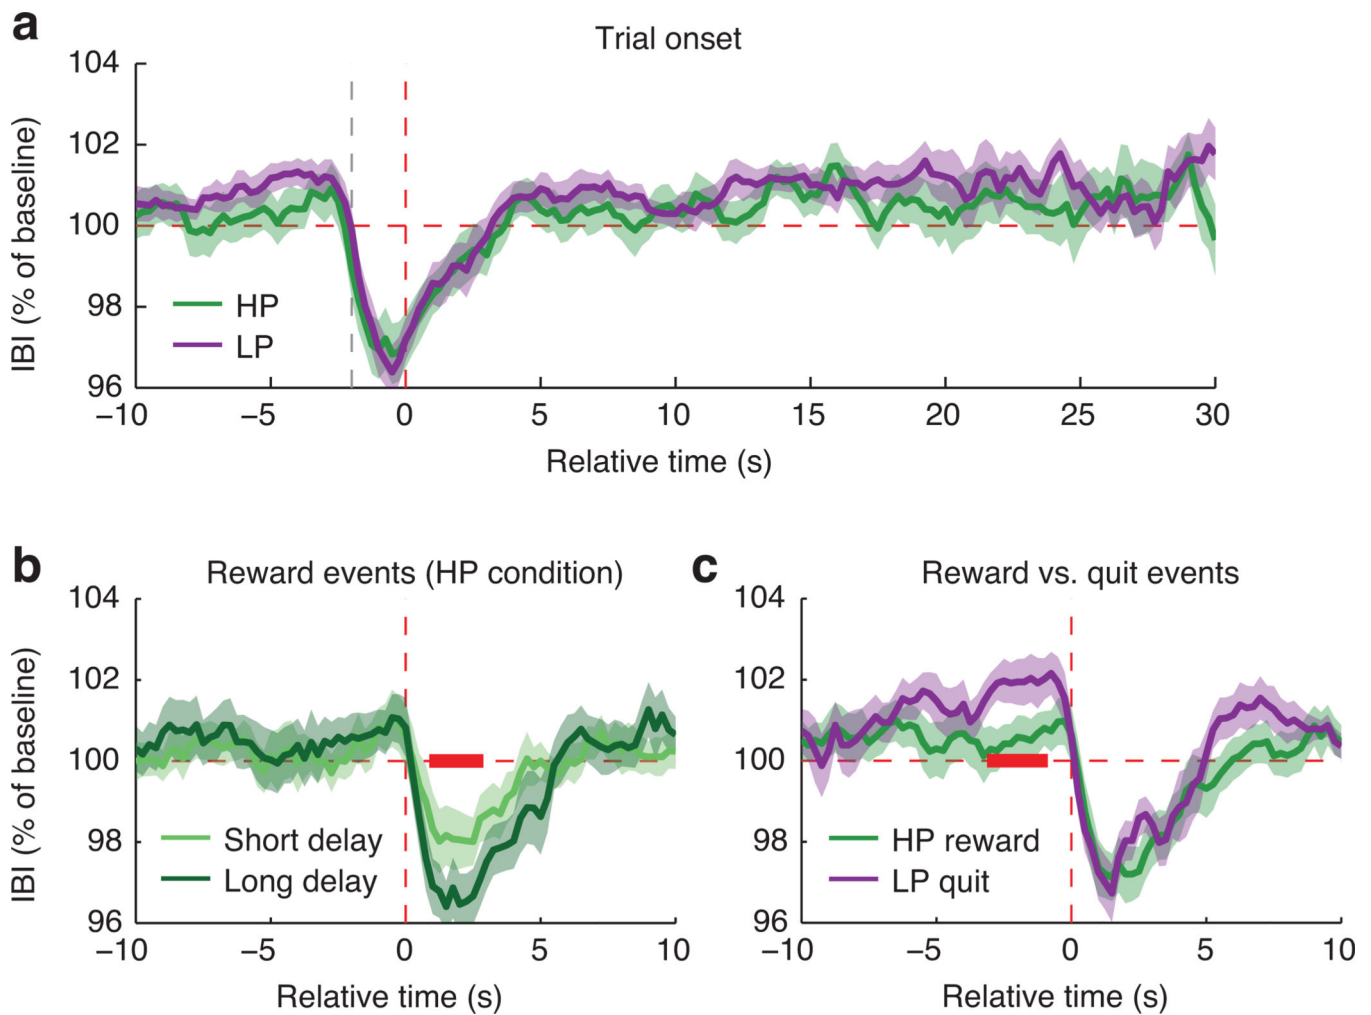 a
Trial onset
104
102
100
98
96
IBI (% of baseline)
HP
LP
−10 −5 0 5 10 15 20 25 30
Relative time (s)
b
Reward events (HP condition)
104
102
100
98
96
IBI (% of baseline)
Short delay
Long delay
−10 −5 0 5 10
Relative time (s)
c
Reward vs. quit events
104
102
100
98
96
HP reward
LP quit
−10 −5 0 5 10
Relative time (s)